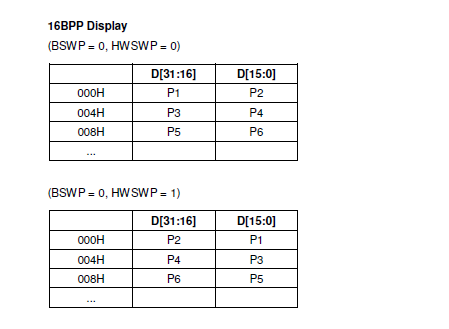 16BPP Display
(BSWP = 0, HWSWP = 0)
D[31:16] D[15:0]
000H P1 P2
004H P3 P4
008H P5 P6
...
(BSWP = 0, HWSWP = 1)
D[31:16] D[15:0]
000H P2 P1
004H P4 P3
008H P6 P5
...